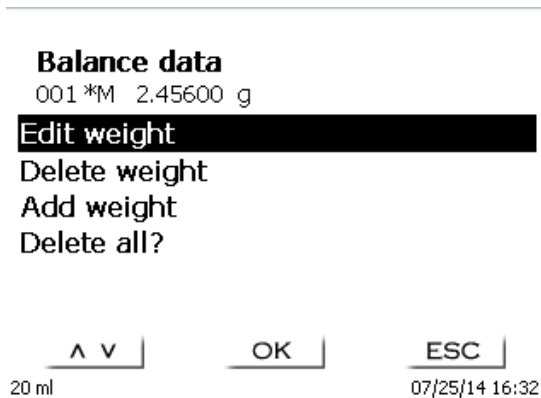 Balance data
001 *M 2.45600 g
Edit weight
Delete weight
Add weight
Delete all?
∧ ∨ OK ESC
20 ml 07/25/14 16:32